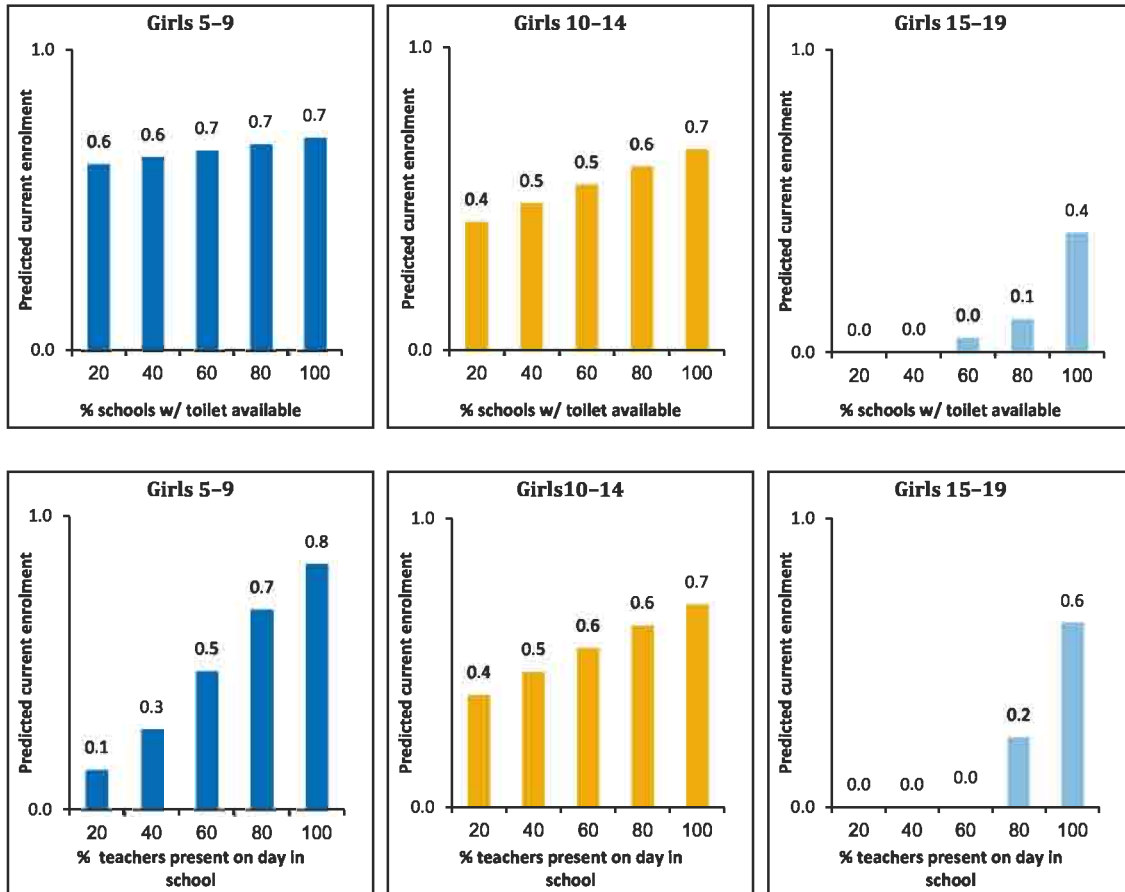 Girls 5–9
1.0
Predicted current enrolment
0.6 0.6 0.7 0.7 0.7
0.0
20 40 60 80 100
% schools w/ toilet available
Girls 10–14
1.0
Predicted current enrolment
0.4 0.5 0.5 0.6 0.7
0.0
20 40 60 80 100
% schools w/ toilet available
Girls 15–19
1.0
Predicted current enrolment
0.0 0.0 0.0 0.1 0.4
0.0
20 40 60 80 100
% schools w/ toilet available
Girls 5–9
1.0
Predicted current enrolment
0.1 0.3 0.5 0.7 0.8
0.0
20 40 60 80 100
% teachers present on day in
school
Girls10–14
1.0
Predicted current enrolment
0.4 0.5 0.6 0.6 0.7
0.0
20 40 60 80 100
% teachers present on day in
school
Girls 15–19
1.0
Predicted current enrolment
0.0 0.0 0.0 0.2 0.6
0.0
20 40 60 80 100
% teachers present on day in
school